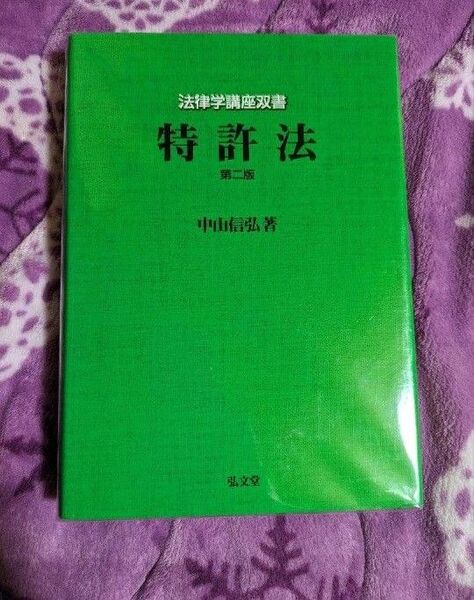 法律学講座双書
特許法
第二版
中山信弘著
弘文堂